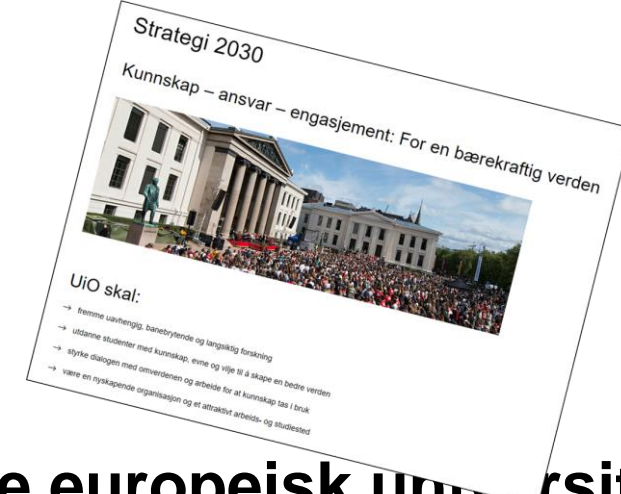 Strategi 2030
Kunnskap – ansvar – engasjement: For en bærekraftig verden
UiO skal:
→ fremme uavhengig, banebrytende og langsiktig forskning
→ utdanne studenter med kunnskap, evne og vilje til å skape en bedre verden
→ styrke dialogen med omverdenen og arbeide for at kunnskap tas i bruk
→ være en nyskapende organisasjon og et attraktivt arbeids- og studiested
europeisk